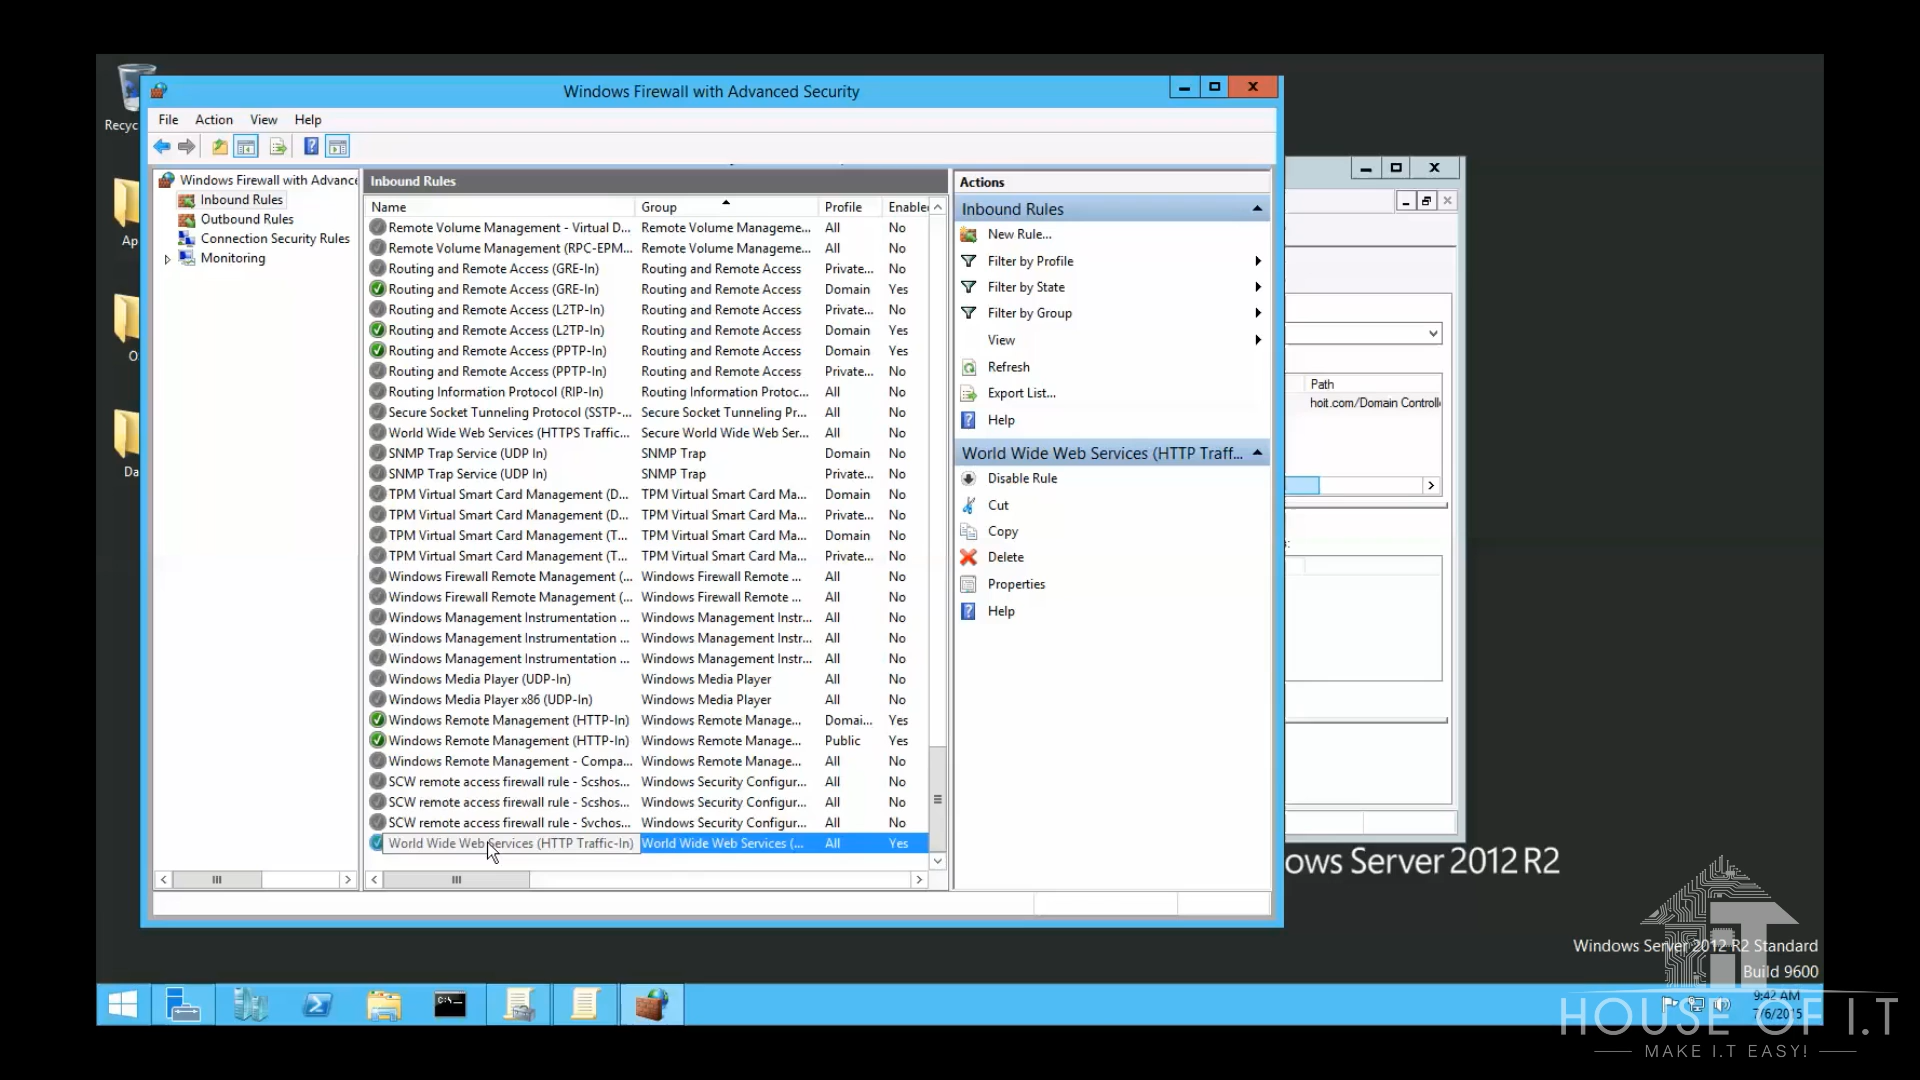 Recyc
Ap
O
Da
Windows Firewall with Advanced Security
File Action View Help
Windows Firewall with Advance
Inbound Rules
Outbound Rules
Connection Security Rules
Monitoring
Inbound Rules
Name Group Profile Enable
Remote Volume Management - Virtual D... Remote Volume Manageme... All No
Remote Volume Management (RPC-EPM... Remote Volume Manageme... All No
Routing and Remote Access (GRE-In) Routing and Remote Access Private... No
Routing and Remote Access (GRE-In) Routing and Remote Access Domain Yes
Routing and Remote Access (L2TP-In) Routing and Remote Access Private... No
Routing and Remote Access (L2TP-In) Routing and Remote Access Domain Yes
Routing and Remote Access (PPTP-In) Routing and Remote Access Domain Yes
Routing and Remote Access (PPTP-In) Routing and Remote Access Private... No
Routing Information Protocol (RIP-In) Routing Information Protoc... All No
Secure Socket Tunneling Protocol (SSTP-... Secure Socket Tunneling Pr... All No
World Wide Web Services (HTTPS Traffic... Secure World Wide Web Ser... All No
SNMP Trap Service (UDP In) SNMP Trap Domain No
SNMP Trap Service (UDP In) SNMP Trap Private... No
TPM Virtual Smart Card Management (D... TPM Virtual Smart Card Ma... Domain No
TPM Virtual Smart Card Management (D... TPM Virtual Smart Card Ma... Private... No
TPM Virtual Smart Card Management (T... TPM Virtual Smart Card Ma... Domain No
TPM Virtual Smart Card Management (T... TPM Virtual Smart Card Ma... Private... No
Windows Firewall Remote Management (... Windows Firewall Remote ... All No
Windows Firewall Remote Management (... Windows Firewall Remote ... All No
Windows Management Instrumentation ... Windows Management Instr... All No
Windows Management Instrumentation ... Windows Management Instr... All No
Windows Management Instrumentation ... Windows Management Instr... All No
Windows Media Player (UDP-In) Windows Media Player All No
Windows Media Player x86 (UDP-In) Windows Media Player All No
Windows Remote Management (HTTP-In) Windows Remote Manage... Domai... Yes
Windows Remote Management (HTTP-In) Windows Remote Manage... Public Yes
Windows Remote Management - Compa... Windows Remote Manage... All No
SCW remote access firewall rule - Scshos... Windows Security Configur... All No
SCW remote access firewall rule - Scshos... Windows Security Configur... All No
SCW remote access firewall rule - Svchos... Windows Security Configur... All No
World Wide Web Services (HTTP Traffic-In) World Wide Web Services (... All Yes
Actions
Inbound Rules
New Rule...
Filter by Profile
Filter by State
Filter by Group
View
Refresh
Export List...
Help
World Wide Web Services (HTTP Traff...
Disable Rule
Cut
Copy
Delete
Properties
Help
Path
hoit.com/Domain Controll
ows Server 2012 R2
Windows Server 2012 R2 Standard
Build 9600
9:42 AM
7/6/2015
iT
HOUSE OF I.T
MAKE I.T EASY!